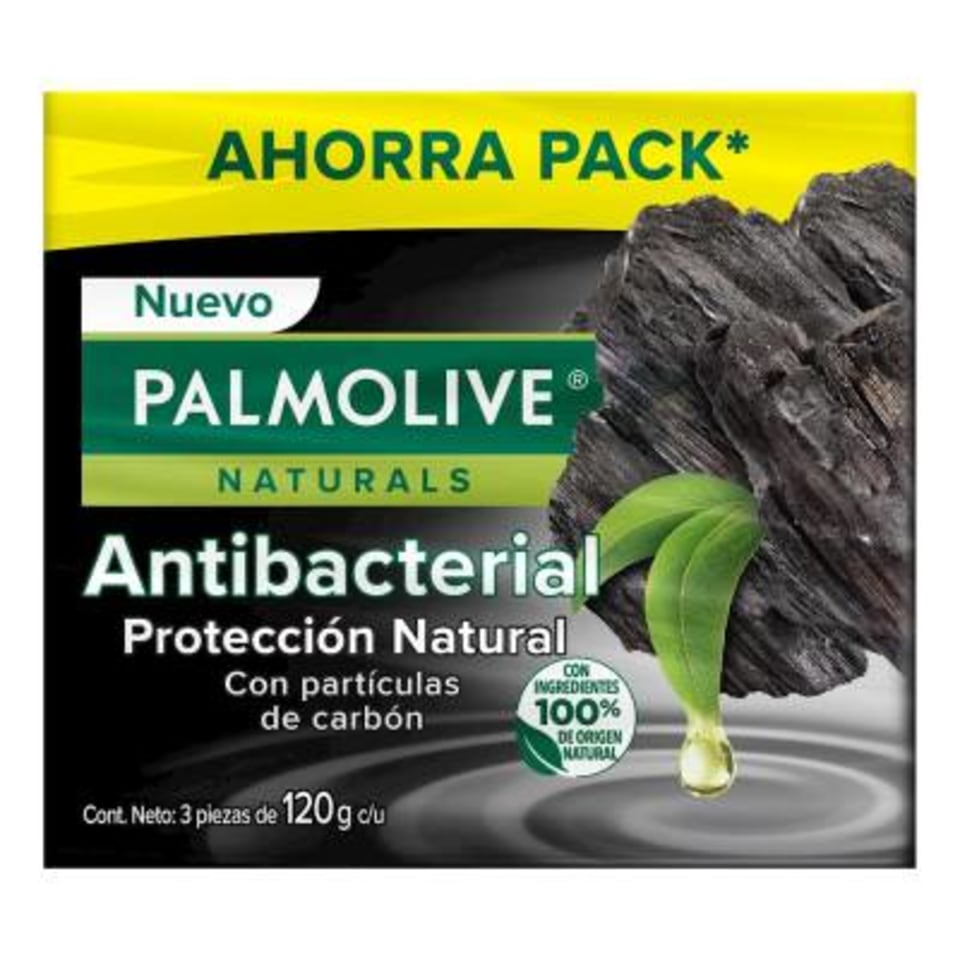 AHORRA PACK*
Nuevo
PALMOLIVE®
NATURALS
Antibacterial
Protección Natural
Con partículas
de carbón
CON
INGREDIENTES
100%
DE ORIGEN
NATURAL
Cont. Neto: 3 piezas de 120g c/u